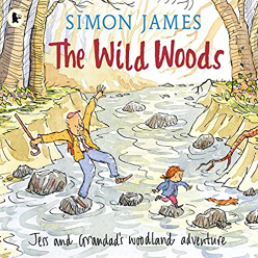 SIMON JAMES
The Wild Woods
Jess and Grandad's woodland adventure